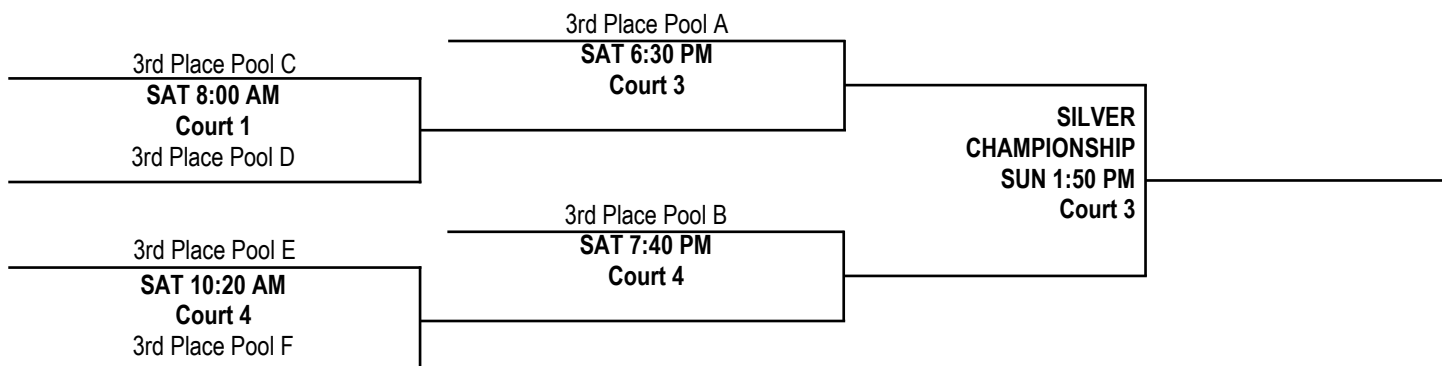 3rd Place Pool A
SAT 6:30 PM
Court 3
3rd Place Pool C
SAT 8:00 AM
Court 1
3rd Place Pool D
SILVER
CHAMPIONSHIP
SUN 1:50 PM
Court 3
3rd Place Pool B
SAT 7:40 PM
Court 4
3rd Place Pool E
SAT 10:20 AM
Court 4
3rd Place Pool F